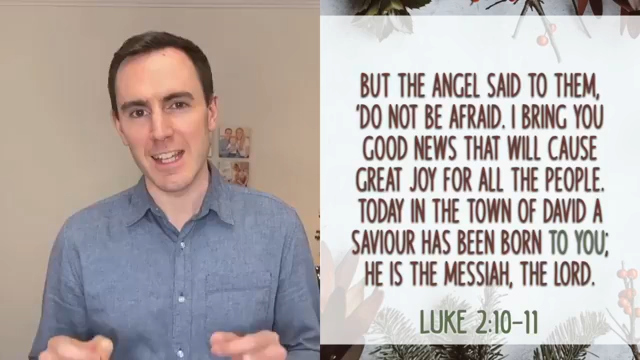 BUT THE ANGEL SAID TO THEM,
‘DO NOT BE AFRAID. I BRING YOU
GOOD NEWS THAT WILL CAUSE
GREAT JOY FOR ALL THE PEOPLE.
TODAY IN THE TOWN OF DAVID A
SAVIOUR HAS BEEN BORN TO YOU;
HE IS THE MESSIAH, THE LORD.
LUKE 2:10-11